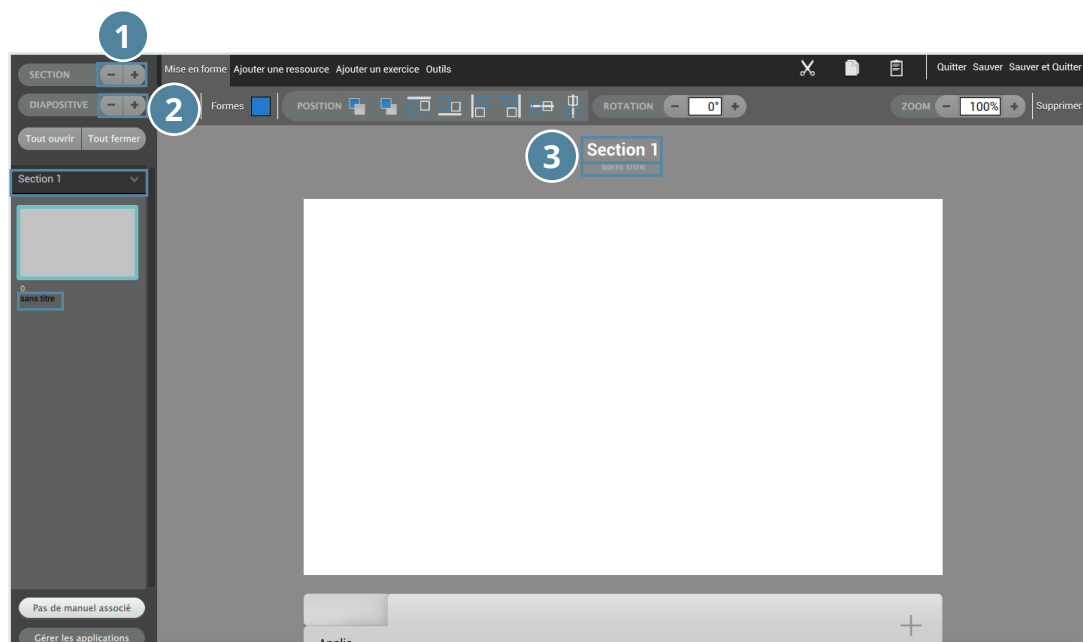 1
SECTION - +
Mise en forme Ajouter une ressource Ajouter un exercice Outils
Quitter Sauver Sauver et Quitter
DIAPOSITIVE - +
2
Formes
POSITION
ROTATION - 0° +
ZOOM - 100% +
Supprimer
Tout ouvrir Tout fermer
3
Section 1
sans titre
Section 1
0
sans titre
Pas de manuel associé
Gérer les applications
Applis